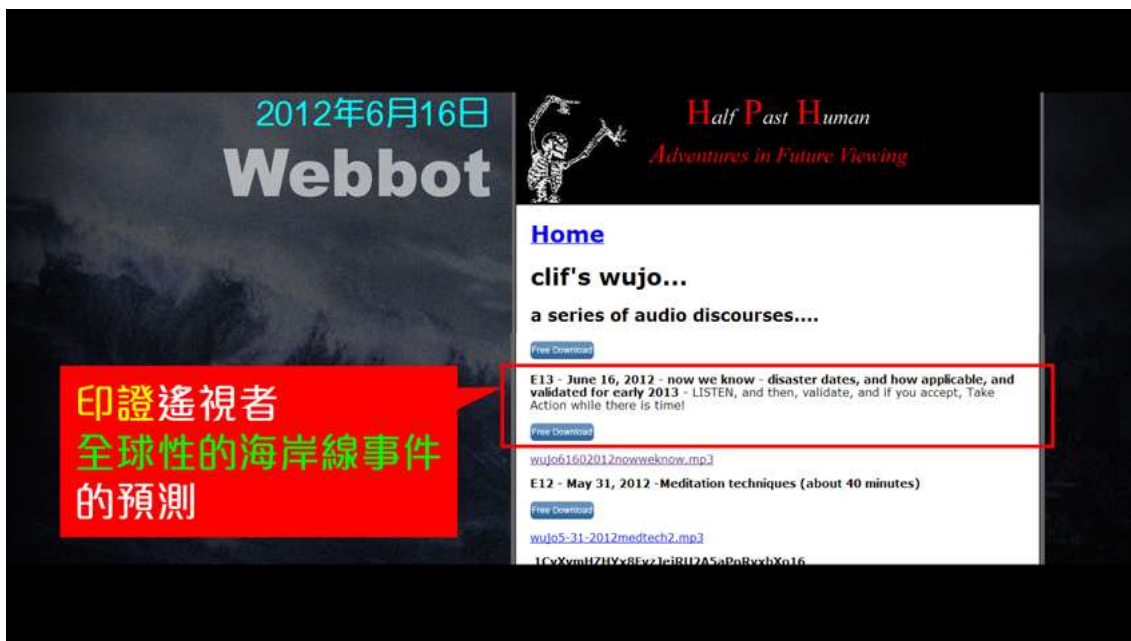 2012年6月16日
Webbot
印證遙視者
全球性的海岸線事件
的預測
Half Past Human
Adventures in Future Viewing
Home
clif's wujo...
a series of audio discourses....
Free Download
E13 - June 16, 2012 - now we know - disaster dates, and how applicable, and
validated for early 2013 - LISTEN, and then, validate, and if you accept, Take
Action while there is time!
Free Download
wujo61602012nowweknow.mp3
E12 - May 31, 2012 -Meditation techniques (about 40 minutes)
Free Download
wujo5-31-2012medtech2.mp3